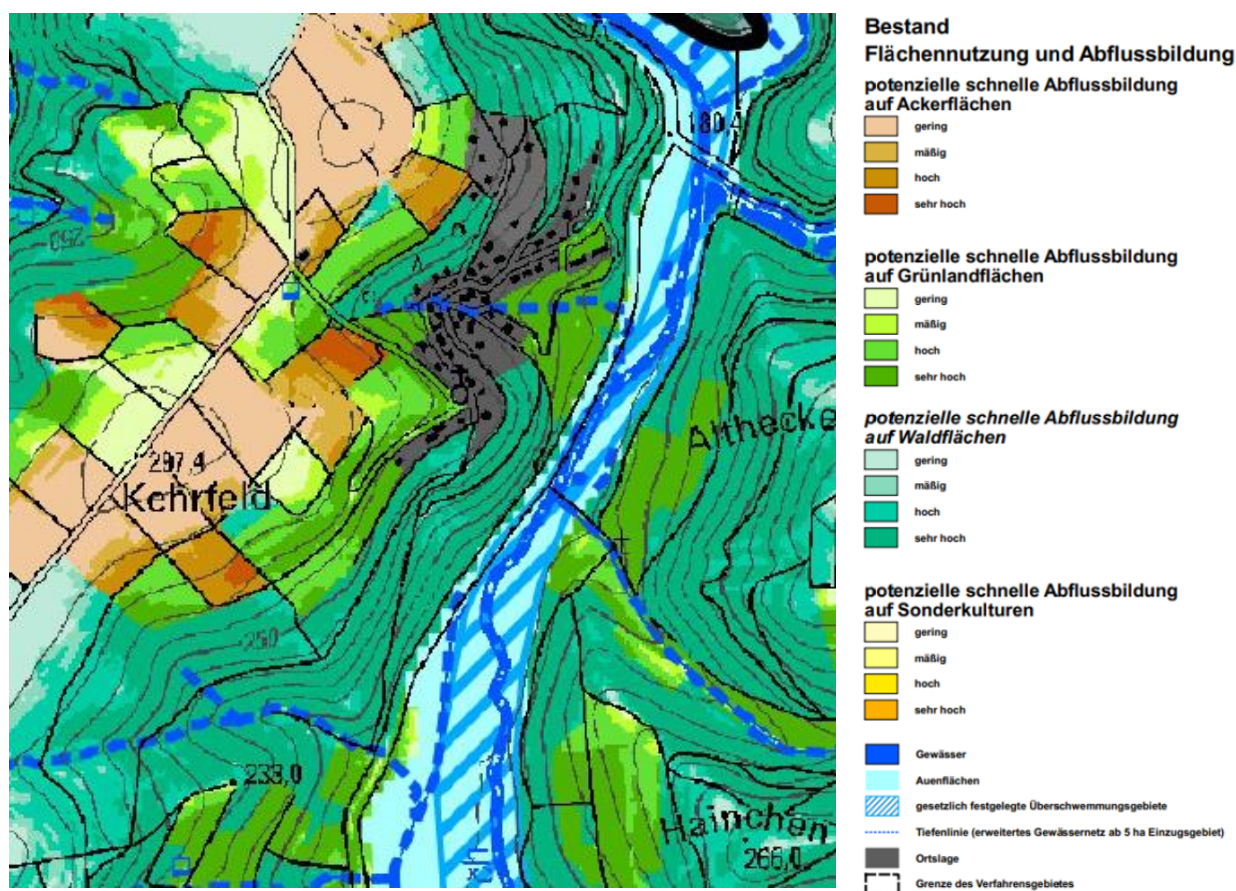 180,4
250
Althecke
297,4
Kehrfeld
250
233,0
Hainchen
266,0
Bestand
Flächennutzung und Abflussbildung
potenzielle schnelle Abflussbildung
auf Ackerflächen
gering
mäßig
hoch
sehr hoch
potenzielle schnelle Abflussbildung
auf Grünlandflächen
gering
mäßig
hoch
sehr hoch
potenzielle schnelle Abflussbildung
auf Waldflächen
gering
mäßig
hoch
sehr hoch
potenzielle schnelle Abflussbildung
auf Sonderkulturen
gering
mäßig
hoch
sehr hoch
Gewässer
Auenflächen
gesetzlich festgelegte Überschwemmungsgebiete
Tiefenlinie (erweitertes Gewässernetz ab 5 ha Einzugsgebiet)
Ortslage
Grenze des Verfahrensgebietes